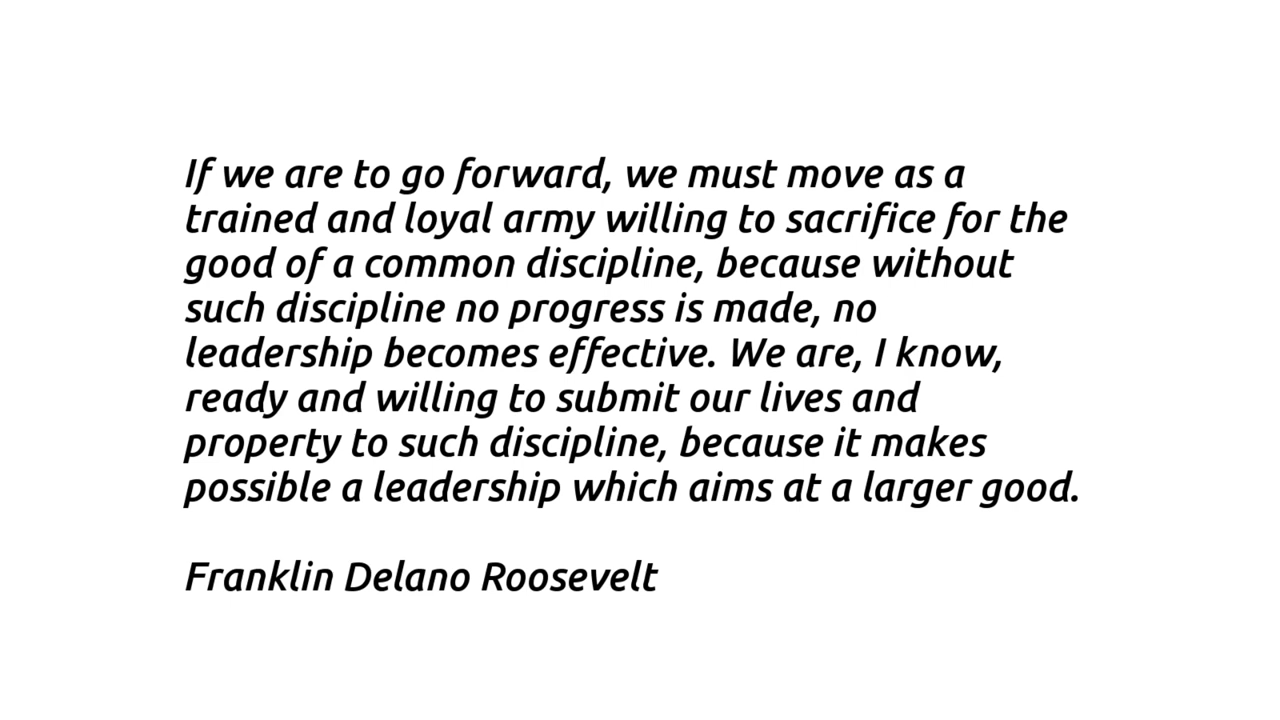 If we are to go forward, we must move as a
trained and loyal army willing to sacrifice for the
good of a common discipline, because without
such discipline no progress is made, no
leadership becomes effective. We are, I know,
ready and willing to submit our lives and
property to such discipline, because it makes
possible a leadership which aims at a larger good.
Franklin Delano Roosevelt